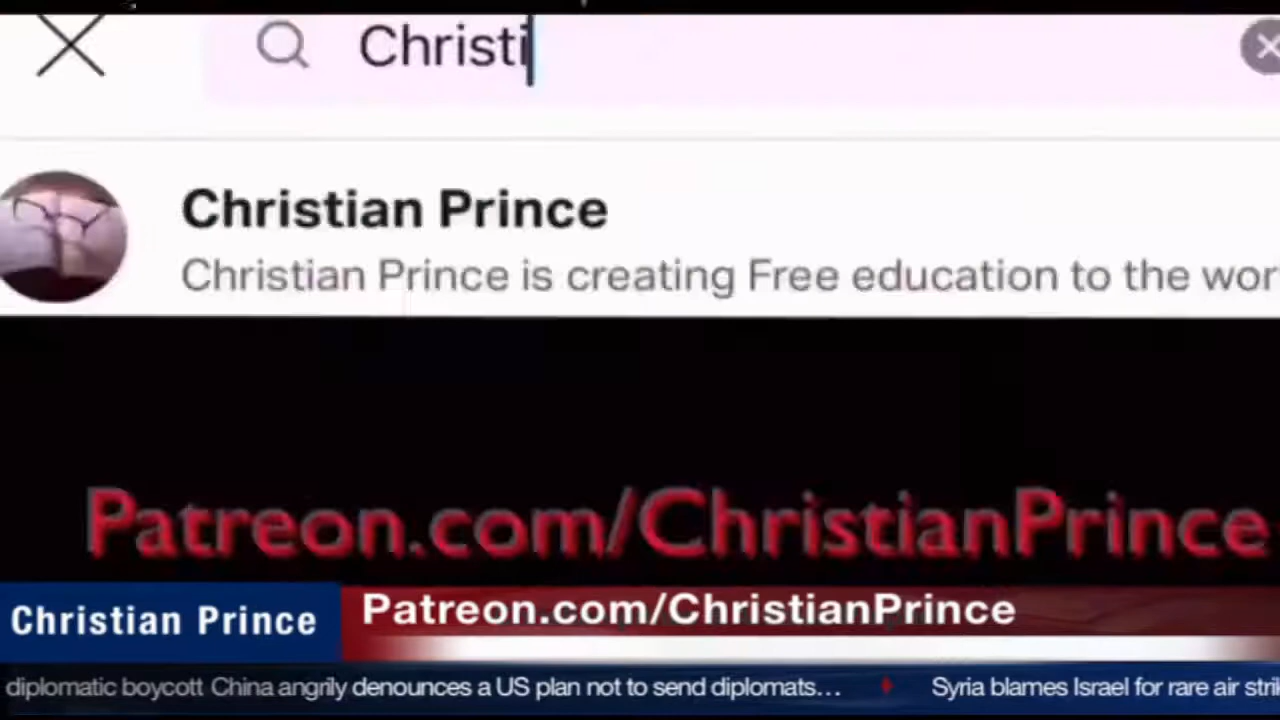 Christi
Christian Prince
Christian Prince is creating Free education to the wor
Patreon.com/ChristianPrince
Christian Prince
Patreon.com/ChristianPrince
diplomatic boycott China angrily denounces a US plan not to send diplomats… ♦ Syria blames Israel for rare air stri